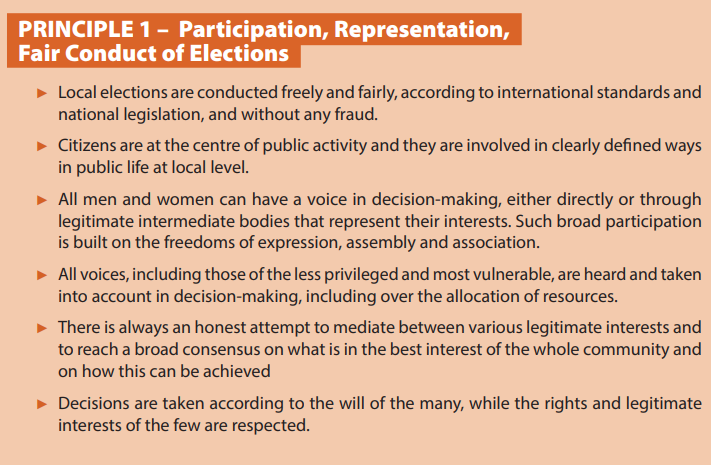 PRINCIPLE 1 – Participation, Representation,
Fair Conduct of Elections
► Local elections are conducted freely and fairly, according to international standards and
national legislation, and without any fraud.
► Citizens are at the centre of public activity and they are involved in clearly defined ways
in public life at local level.
► All men and women can have a voice in decision-making, either directly or through
legitimate intermediate bodies that represent their interests. Such broad participation
is built on the freedoms of expression, assembly and association.
► All voices, including those of the less privileged and most vulnerable, are heard and taken
into account in decision-making, including over the allocation of resources.
► There is always an honest attempt to mediate between various legitimate interests and
to reach a broad consensus on what is in the best interest of the whole community and
on how this can be achieved
► Decisions are taken according to the will of the many, while the rights and legitimate
interests of the few are respected.